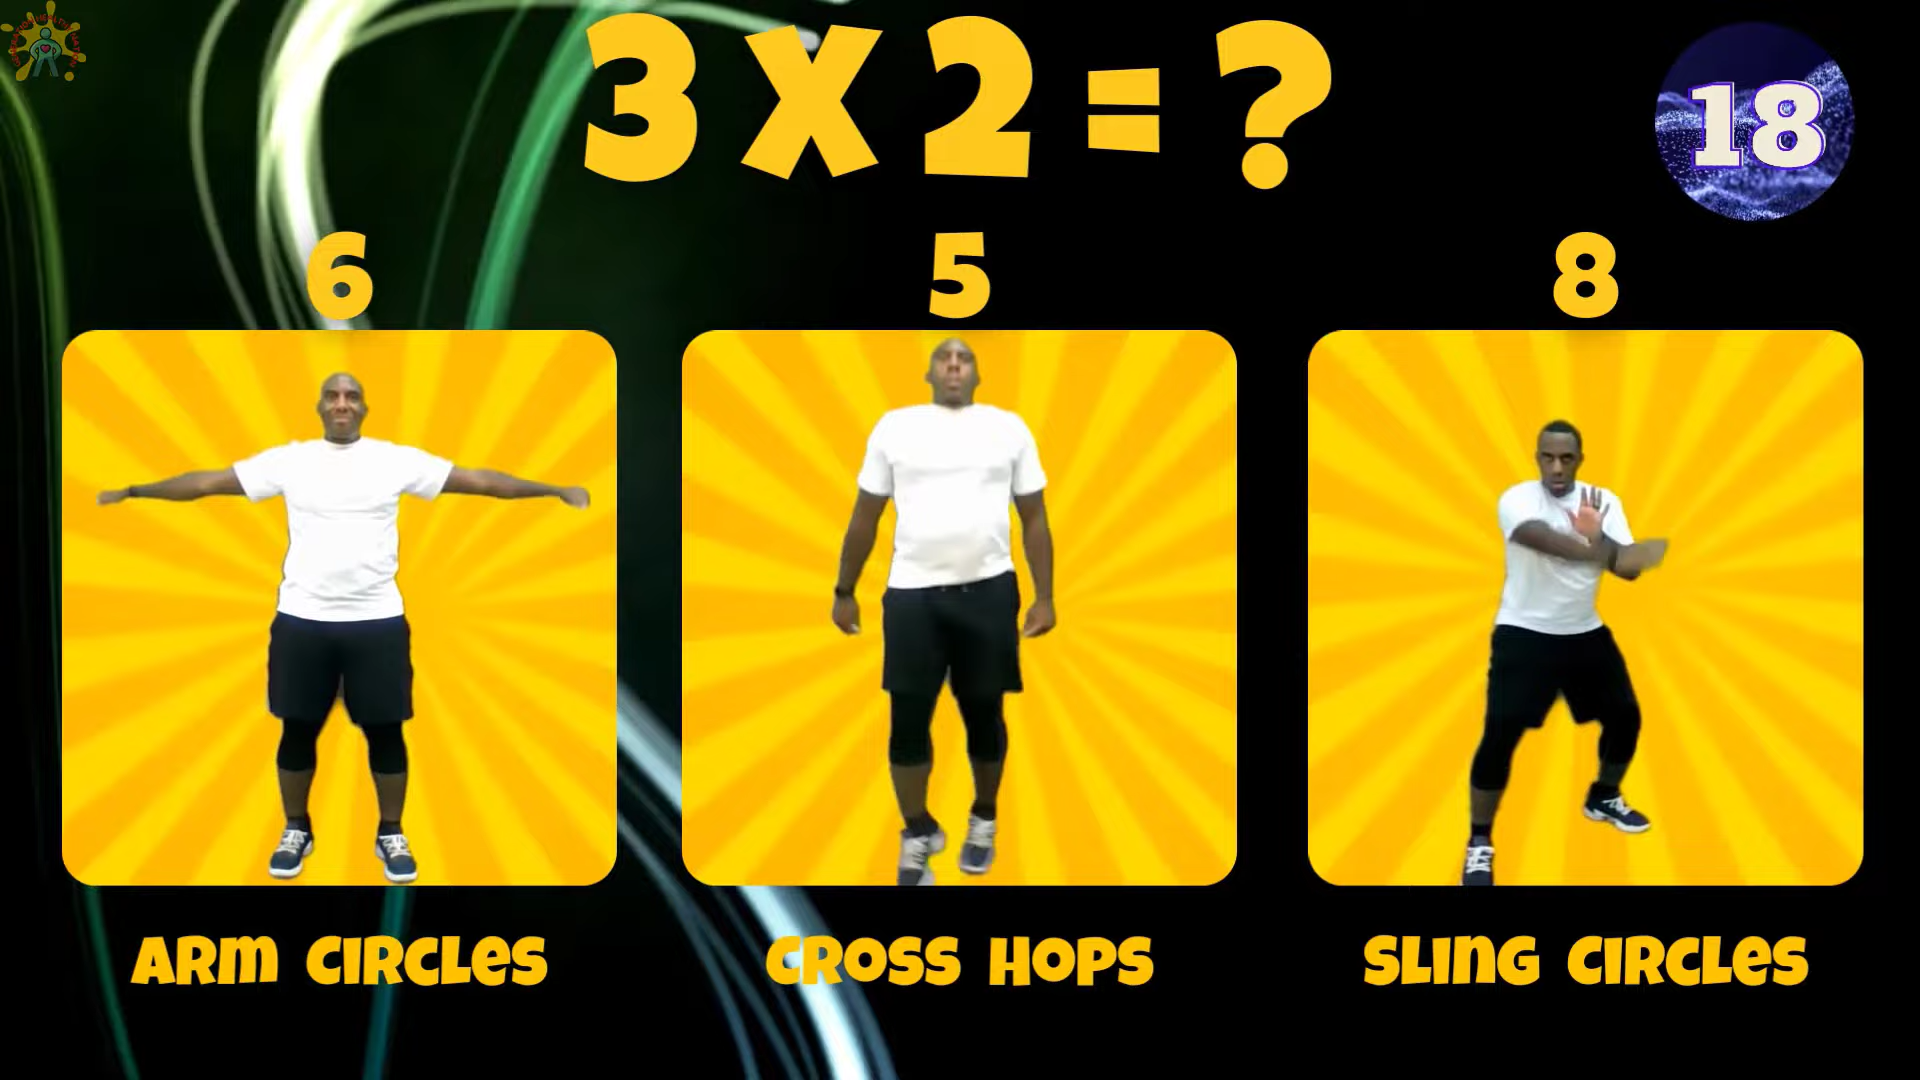 3 X 2 = ?
18
6
5
8
ARM CIRCLES
CROSS HOPS
SLING CIRCLES